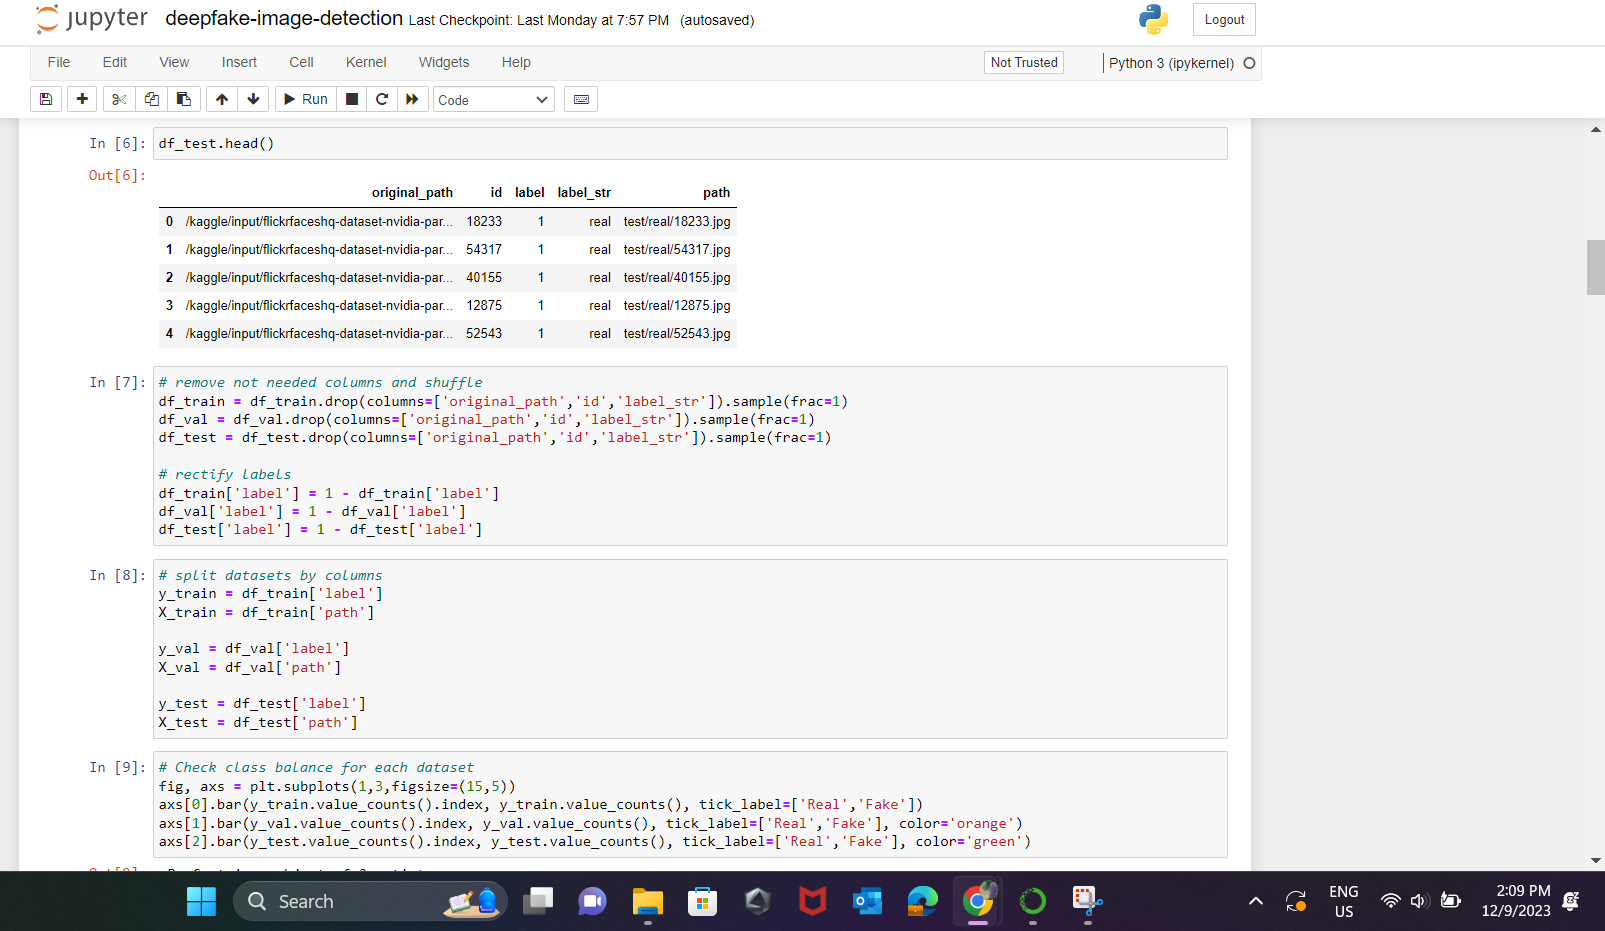 jupyter deepfake-image-detection Last Checkpoint: Last Monday at 7:57 PM (autosaved) Logout
File Edit View Insert Cell Kernel Widgets Help Not Trusted Python 3 (ipykernel)
Run Code
In [6]: df_test.head()
Out[6]:
original_path id label label_str path
0 /kaggle/input/flickrfaceshq-dataset-nvidia-par... 18233 1 real test/real/18233.jpg
1 /kaggle/input/flickrfaceshq-dataset-nvidia-par... 54317 1 real test/real/54317.jpg
2 /kaggle/input/flickrfaceshq-dataset-nvidia-par... 40155 1 real test/real/40155.jpg
3 /kaggle/input/flickrfaceshq-dataset-nvidia-par... 12875 1 real test/real/12875.jpg
4 /kaggle/input/flickrfaceshq-dataset-nvidia-par... 52543 1 real test/real/52543.jpg
In [7]: # remove not needed columns and shuffle
df_train = df_train.drop(columns=['original_path','id','label_str']).sample(frac=1)
df_val = df_val.drop(columns=['original_path','id','label_str']).sample(frac=1)
df_test = df_test.drop(columns=['original_path','id','label_str']).sample(frac=1)
# rectify labels
df_train['label'] = 1 - df_train['label']
df_val['label'] = 1 - df_val['label']
df_test['label'] = 1 - df_test['label']
In [8]: # split datasets by columns
y_train = df_train['label']
X_train = df_train['path']
y_val = df_val['label']
X_val = df_val['path']
y_test = df_test['label']
X_test = df_test['path']
In [9]: # Check class balance for each dataset
fig, axs = plt.subplots(1,3,figsize=(15,5))
axs[0].bar(y_train.value_counts().index, y_train.value_counts(), tick_label=['Real','Fake'])
axs[1].bar(y_val.value_counts().index, y_val.value_counts(), tick_label=['Real','Fake'], color='orange')
axs[2].bar(y_test.value_counts().index, y_test.value_counts(), tick_label=['Real','Fake'], color='green')
Search
ENG
US
2:09 PM
12/9/2023